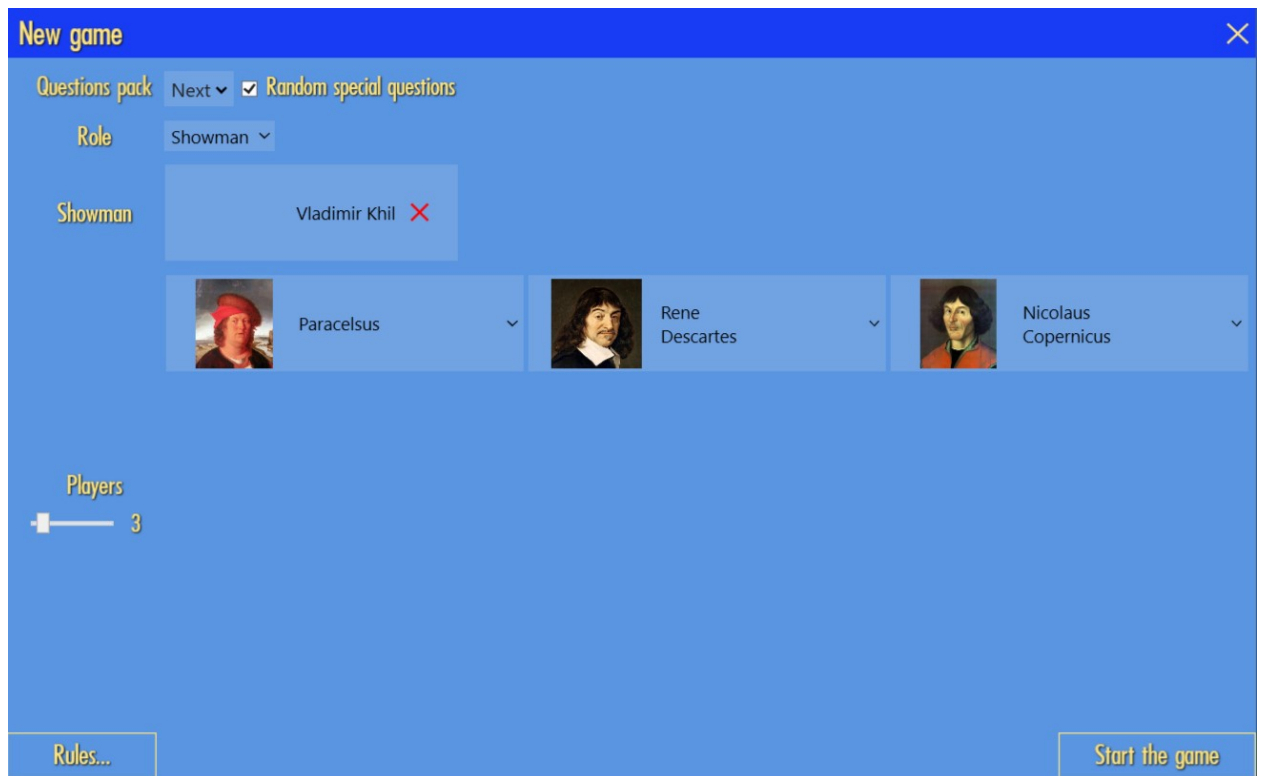 New game
Questions pack Next Random special questions
Role Showman
Showman Vladimir Khil
Paracelsus
Rene
Descartes
Nicolaus
Copernicus
Players
3
Rules...
Start the game